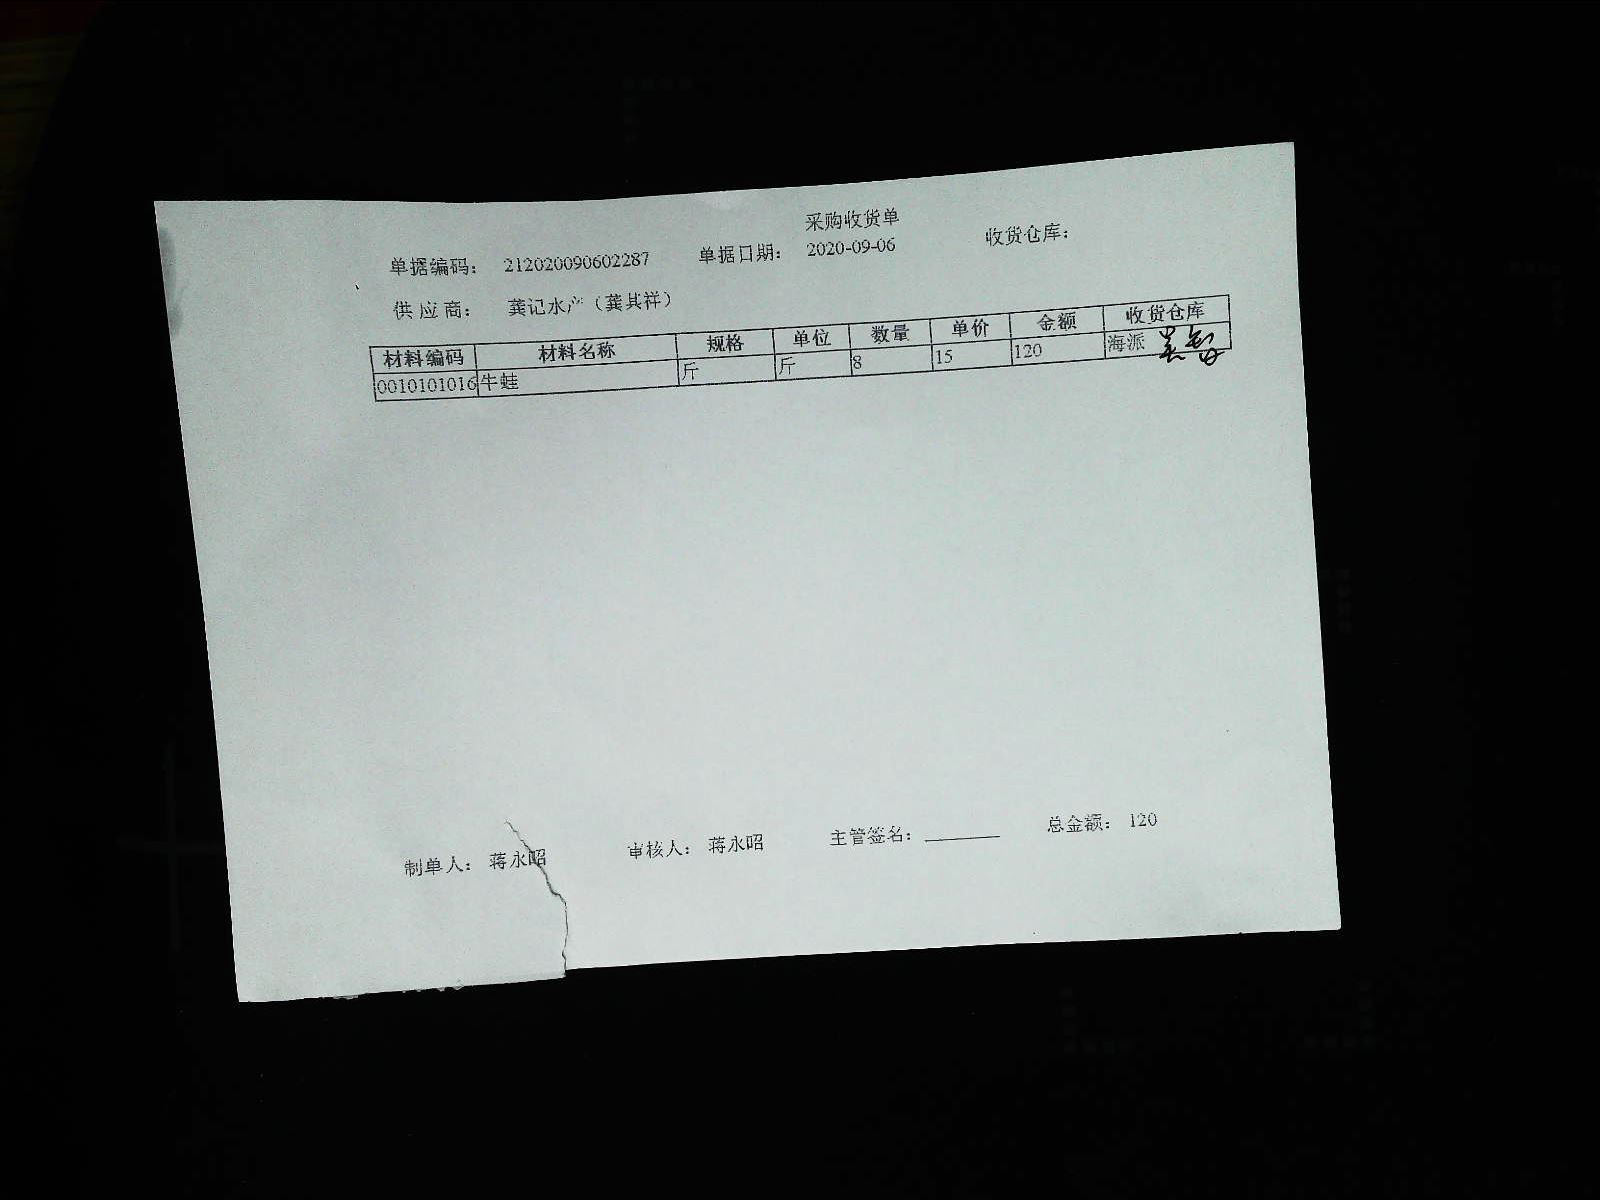 采购收货单
单据编码： 212020090602287 单据日期： 2020-09-06 收货仓库：
供应商： 龚记水产（龚其祥）
材料编码 材料名称 规格 单位 数量 单价 金额 收货仓库
0010101016 牛蛙 斤 斤 8 15 120 海派
制单人： 蒋永昭 审核人： 蒋永昭 主管签名： 总金额： 120